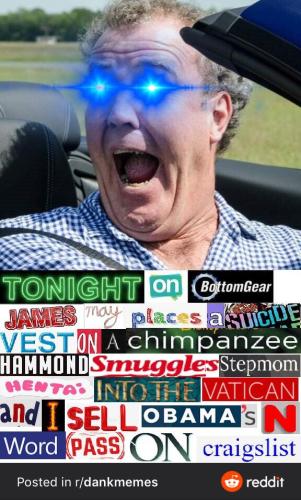 TONIGHT on BottomGear
JAMES May places a SUICIDE
VEST ON A chimpanzee
HAMMOND Smuggles Stepmom
HENTAI INTO THE VATICAN
and I SELL OBAMA's N
Word (PASS) ON craigslist
Posted in r/dankmemes reddit